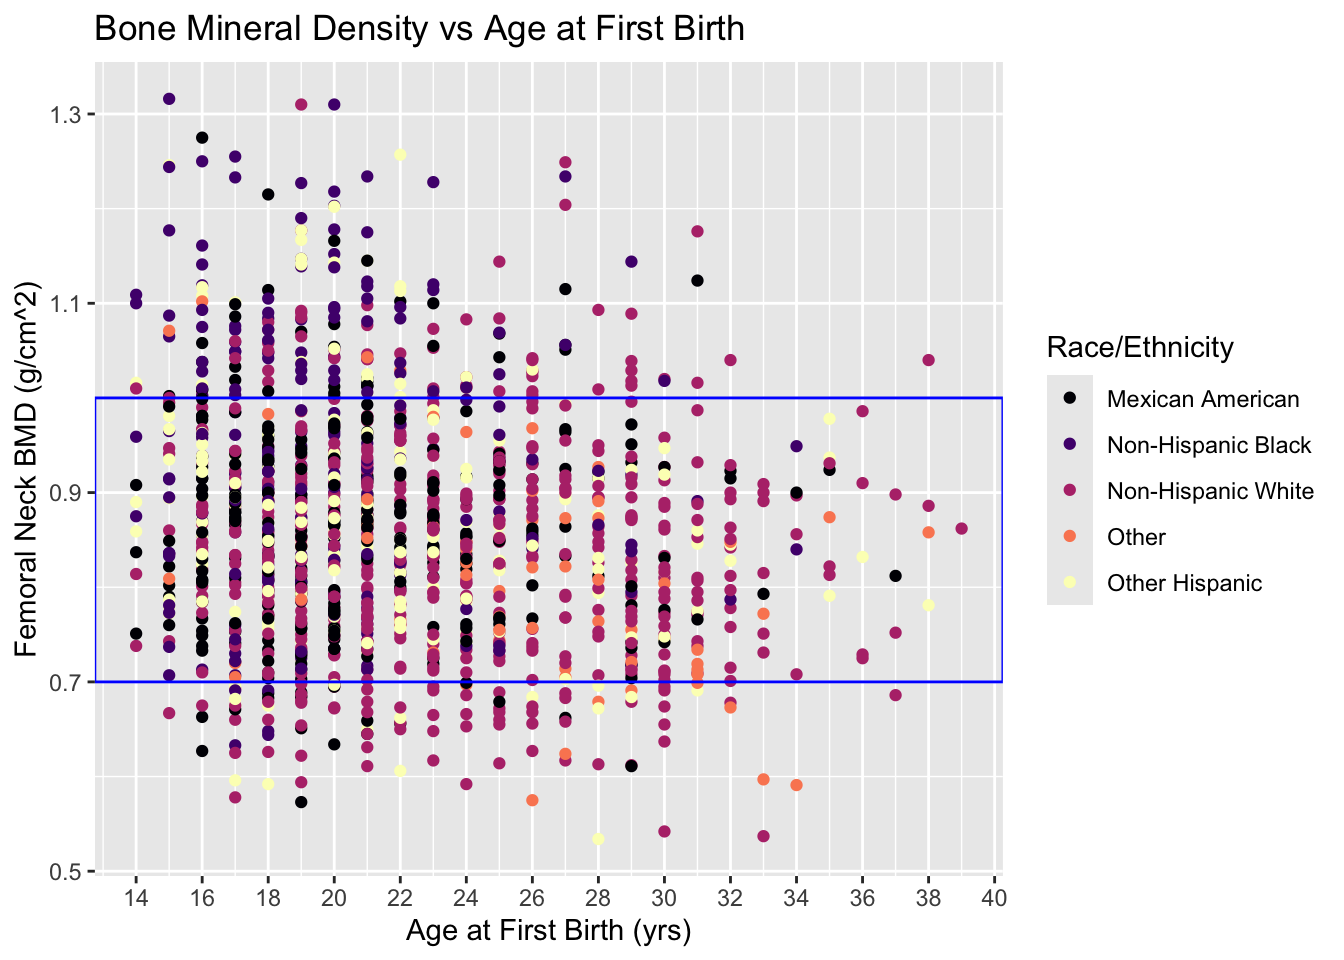 Bone Mineral Density vs Age at First Birth
Femoral Neck BMD (g/cm^2)
1.3
1.1
0.9
0.7
0.5
14 16 18 20 22 24 26 28 30 32 34 36 38 40
Age at First Birth (yrs)
Race/Ethnicity
Mexican American
Non-Hispanic Black
Non-Hispanic White
Other
Other Hispanic